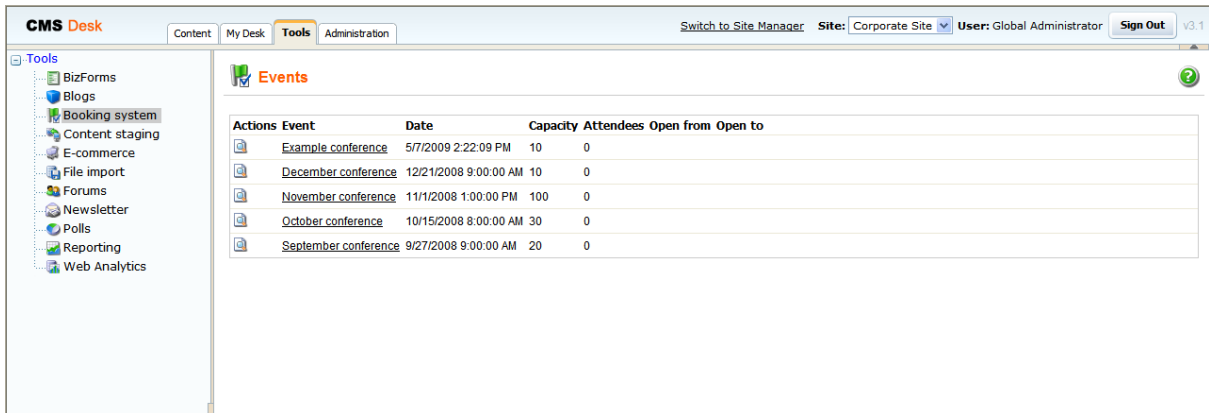 CMS Desk
Content My Desk Tools Administration
Switch to Site Manager Site: Corporate Site User: Global Administrator Sign Out v3.1
Tools
BizForms
Blogs
Booking system
Content staging
E-commerce
File import
Forums
Newsletter
Polls
Reporting
Web Analytics
Events
Actions Event Date Capacity Attendees Open from Open to
Example conference 5/7/2009 2:22:09 PM 10 0
December conference 12/21/2008 9:00:00 AM 10 0
November conference 11/1/2008 1:00:00 PM 100 0
October conference 10/15/2008 8:00:00 AM 30 0
September conference 9/27/2008 9:00:00 AM 20 0